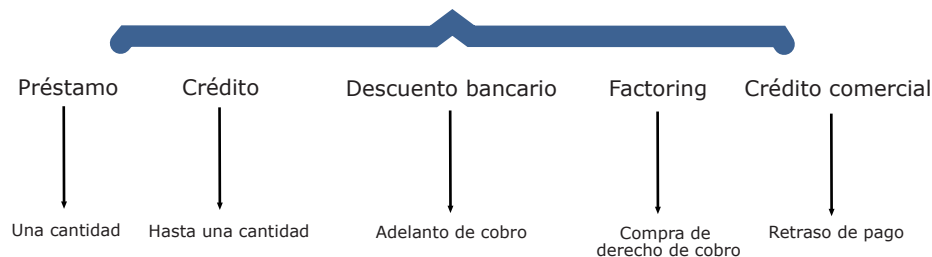 Préstamo
Crédito
Descuento bancario
Factoring
Crédito comercial
Una cantidad
Hasta una cantidad
Adelanto de cobro
Compra de
derecho de cobro
Retraso de pago